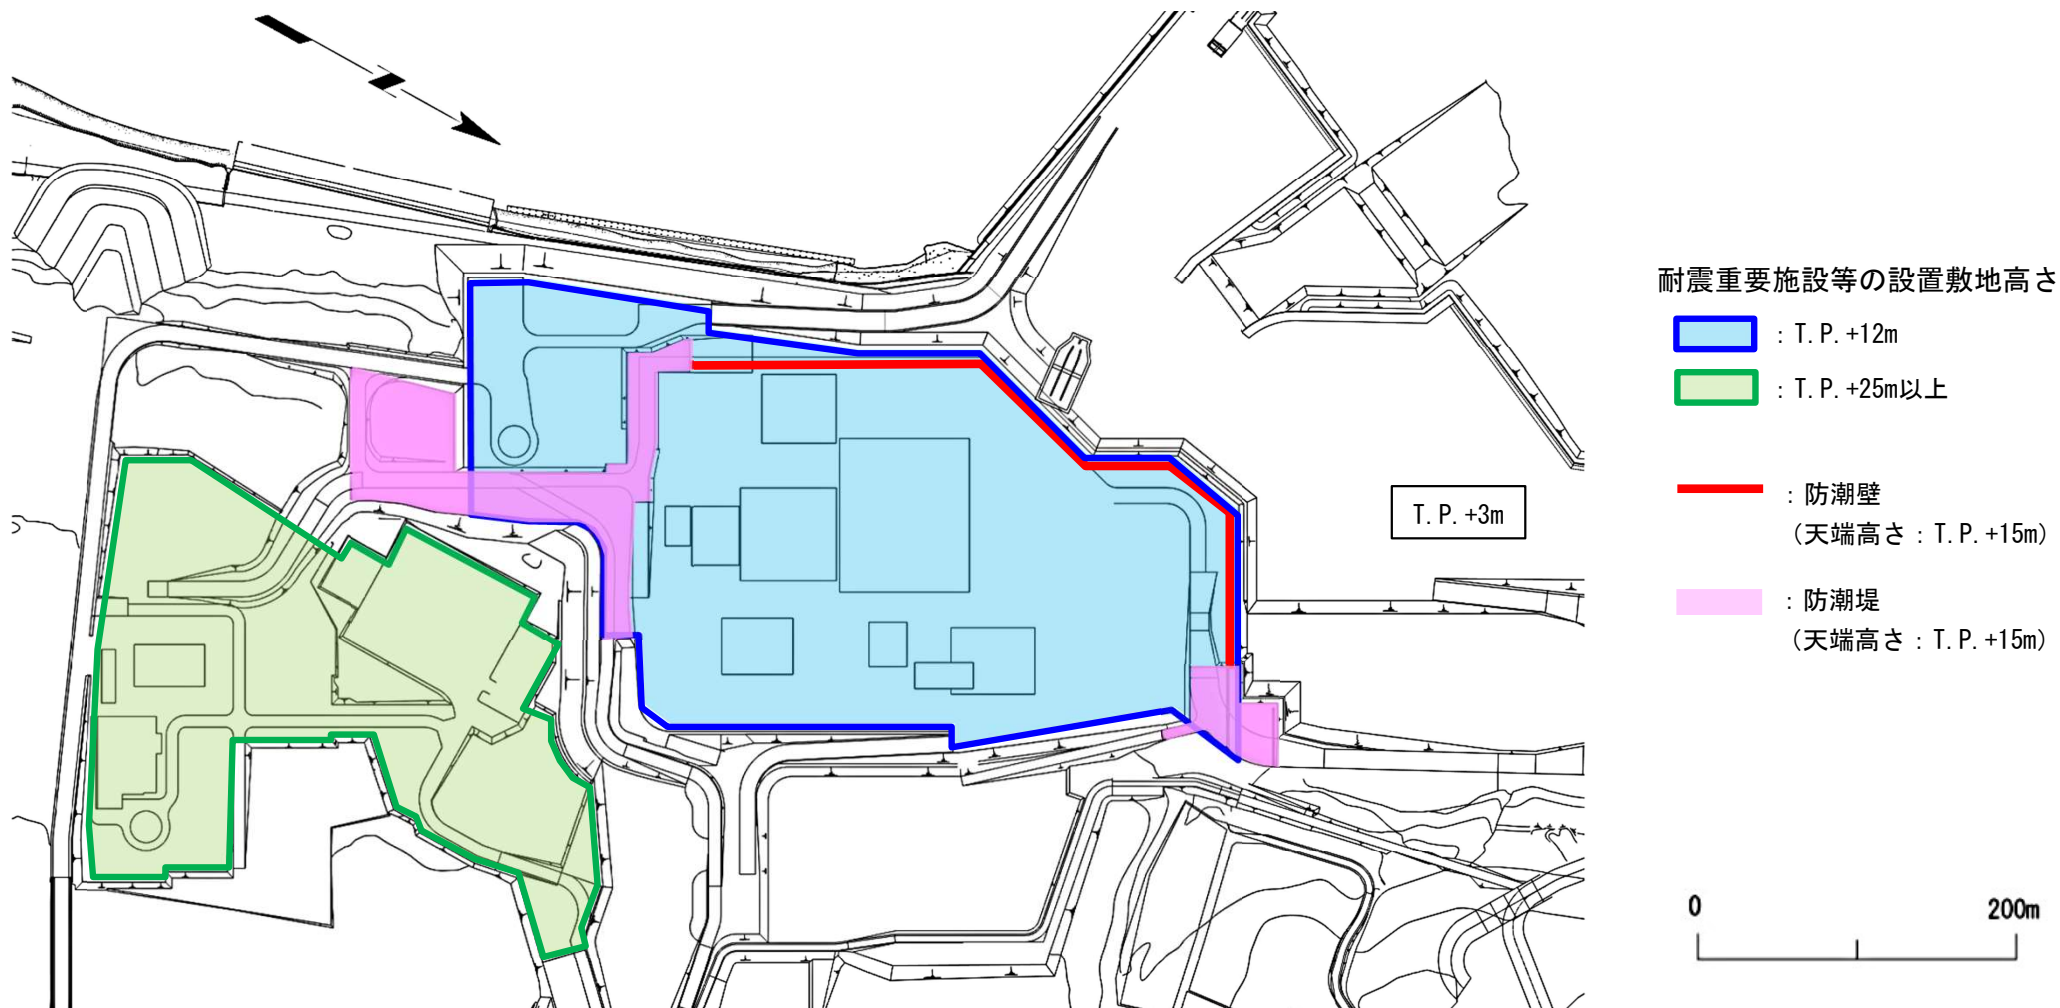 耐震重要施設等の設置敷地高さ
：T.P.+12m
：T.P.+25m以上
T.P.+3m
：防潮壁
（天端高さ：T.P.+15m）
：防潮堤
（天端高さ：T.P.+15m）
0 200m